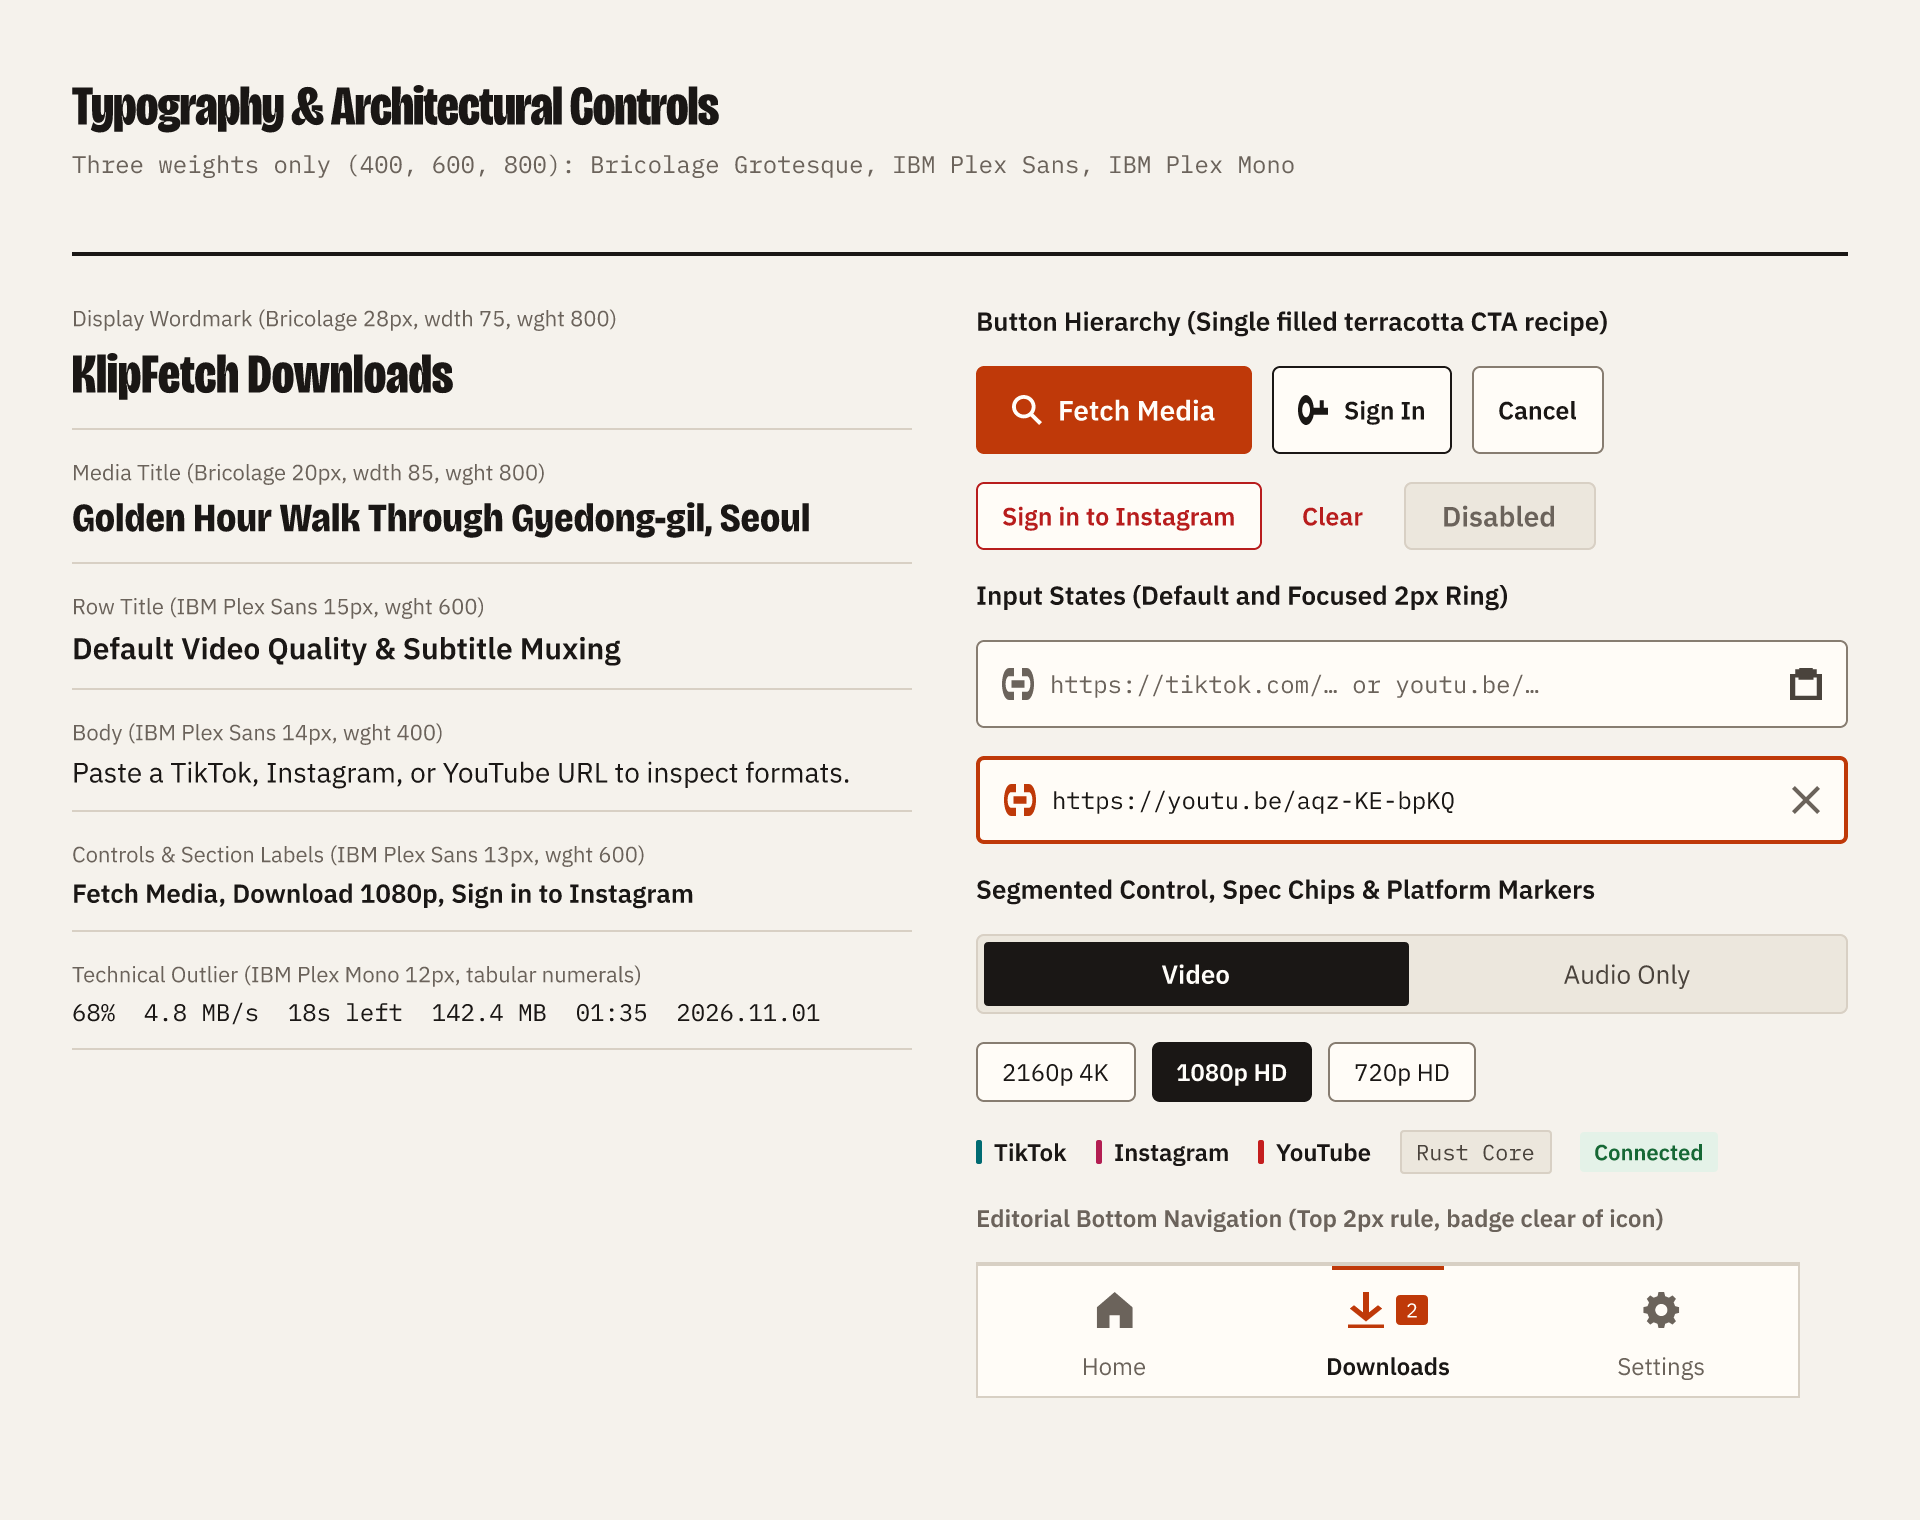 Typography & Architectural Controls
Three weights only (400, 600, 800): Bricolage Grotesque, IBM Plex Sans, IBM Plex Mono
Display Wordmark (Bricolage 28px, wdth 75, wght 800)
KlipFetch Downloads
Media Title (Bricolage 20px, wdth 85, wght 800)
Golden Hour Walk Through Gyedong-gil, Seoul
Row Title (IBM Plex Sans 15px, wght 600)
Default Video Quality & Subtitle Muxing
Body (IBM Plex Sans 14px, wght 400)
Paste a TikTok, Instagram, or YouTube URL to inspect formats.
Controls & Section Labels (IBM Plex Sans 13px, wght 600)
Fetch Media, Download 1080p, Sign in to Instagram
Technical Outlier (IBM Plex Mono 12px, tabular numerals)
68% 4.8 MB/s 18s left 142.4 MB 01:35 2026.11.01
Button Hierarchy (Single filled terracotta CTA recipe)
Fetch Media Sign In Cancel
Sign in to Instagram Clear Disabled
Input States (Default and Focused 2px Ring)
https://tiktok.com/… or youtu.be/…
https://youtu.be/aqz-KE-bpKQ
Segmented Control, Spec Chips & Platform Markers
Video Audio Only
2160p 4K 1080p HD 720p HD
TikTok Instagram YouTube Rust Core Connected
Editorial Bottom Navigation (Top 2px rule, badge clear of icon)
2
Home Downloads Settings